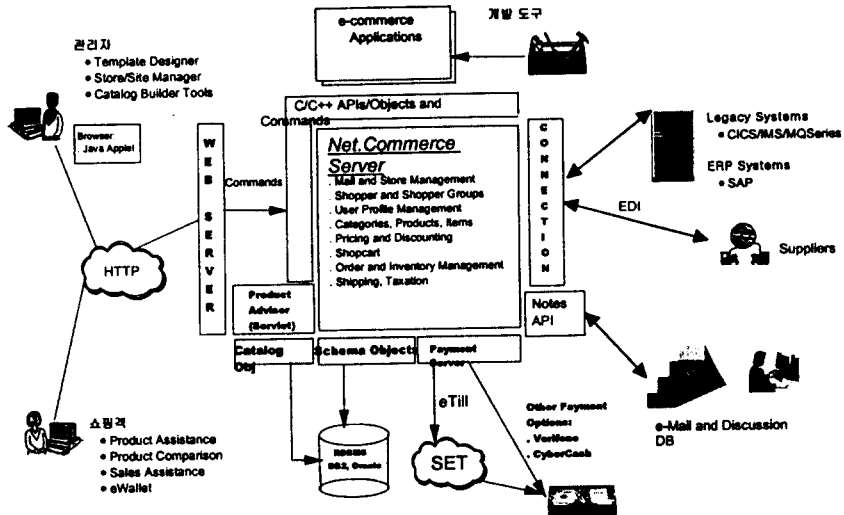 개발 도구
e-commerce
Applications
관리자
• Template Designer
• Store/Site Manager
• Catalog Builder Tools
Browser:
Java Applet
C/C++ APIs/Objects and
Commands
WEB SERVER
Commands
Net.Commerce
Server
. Mall and Store Management
. Shopper and Shopper Groups
. User Profile Management
. Categories, Products, Items
. Pricing and Discounting
. Shopcart
. Order and Inventory Management
. Shipping, Taxation
CONNECTION
Legacy Systems
• CICS/IMS/MQSeries
ERP Systems
• SAP
EDI
Suppliers
HTTP
Product
Advisor
(Servlet)
Notes
API
Catalog
Obj
Schema Objects
Payment
Server
eTill
Other Payment
Options:
. Verifone
. CyberCash
e-Mail and Discussion
DB
쇼핑객
• Product Assistance
• Product Comparison
• Sales Assistance
• eWallet
RDBMS
DB2, Oracle
SET